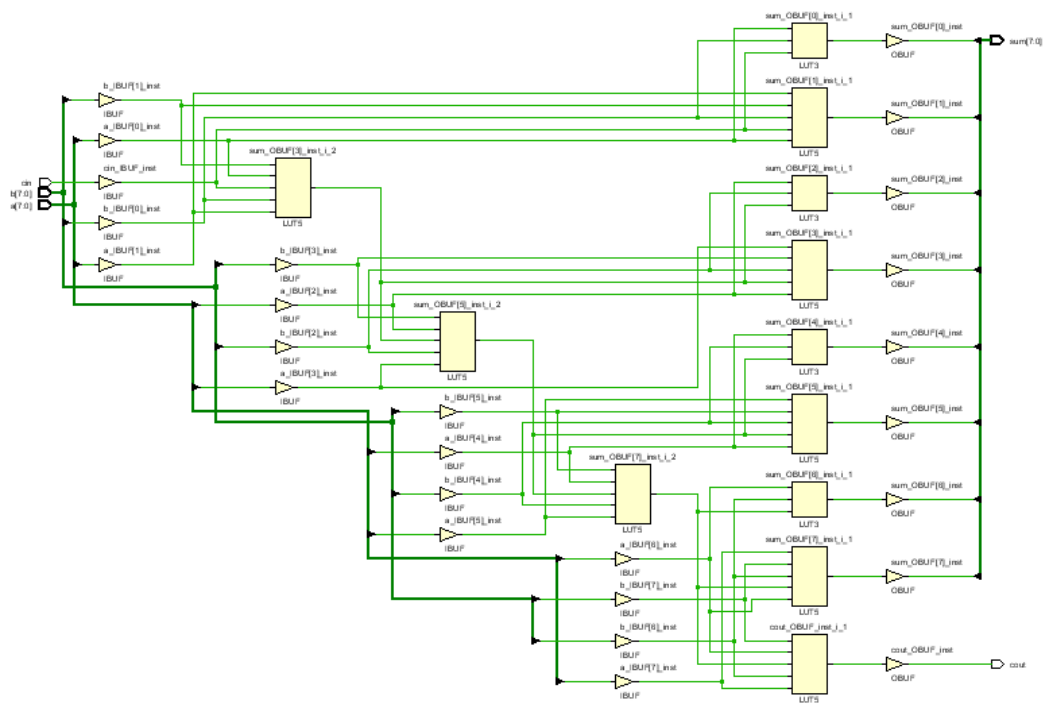 sum_OBUF[0]_inst_i_1
sum_OBUF[0]_inst
LUT3
OBUF
sum[7:0]
sum_OBUF[1]_inst_i_1
sum_OBUF[1]_inst
LUT5
OBUF
b_IBUF[1]_inst
IBUF
a_IBUF[0]_inst
IBUF
cin_IBUF_inst
IBUF
b_IBUF[0]_inst
IBUF
a_IBUF[1]_inst
IBUF
cin
b[7:0]
a[7:0]
sum_OBUF[3]_inst_i_2
LUT5
sum_OBUF[2]_inst_i_1
sum_OBUF[2]_inst
LUT3
OBUF
sum_OBUF[3]_inst_i_1
sum_OBUF[3]_inst
LUT5
OBUF
b_IBUF[3]_inst
IBUF
a_IBUF[2]_inst
IBUF
b_IBUF[2]_inst
IBUF
a_IBUF[3]_inst
IBUF
sum_OBUF[5]_inst_i_2
LUT5
sum_OBUF[4]_inst_i_1
sum_OBUF[4]_inst
LUT3
OBUF
sum_OBUF[5]_inst_i_1
sum_OBUF[5]_inst
LUT5
OBUF
b_IBUF[5]_inst
IBUF
a_IBUF[4]_inst
IBUF
b_IBUF[4]_inst
IBUF
a_IBUF[5]_inst
IBUF
sum_OBUF[7]_inst_i_2
LUT5
sum_OBUF[6]_inst_i_1
sum_OBUF[6]_inst
LUT3
OBUF
sum_OBUF[7]_inst_i_1
sum_OBUF[7]_inst
LUT5
OBUF
a_IBUF[6]_inst
IBUF
b_IBUF[7]_inst
IBUF
b_IBUF[6]_inst
IBUF
a_IBUF[7]_inst
IBUF
cout_OBUF_inst_i_1
cout_OBUF_inst
LUT5
OBUF
cout